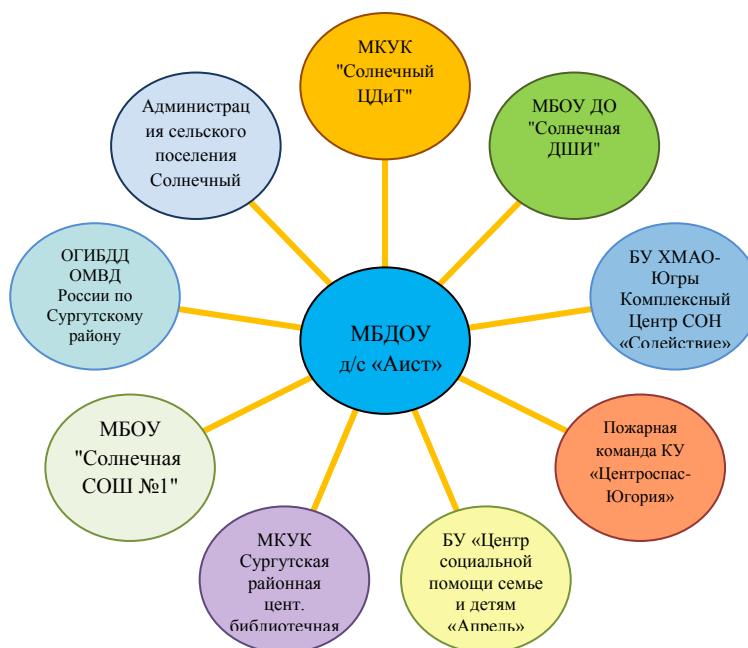 МКУК
"Солнечный
ЦДиТ"
МБОУ ДО
"Солнечная
ДШИ"
БУ ХМАО-
Югры
Комплексный
Центр СОН
«Содействие»
Пожарная
команда КУ
«Центроспас-
Югория»
БУ «Центр
социальной
помощи семье
и детям
«Апрель»
МКУК
Сургутская
районная
цент.
библиотечная
МБОУ
"Солнечная
СОШ №1"
ОГИБДД
ОМВД
России по
Сургутскому
району
Администрац
ия сельского
поселения
Солнечный
МБДОУ
д/с «Аист»